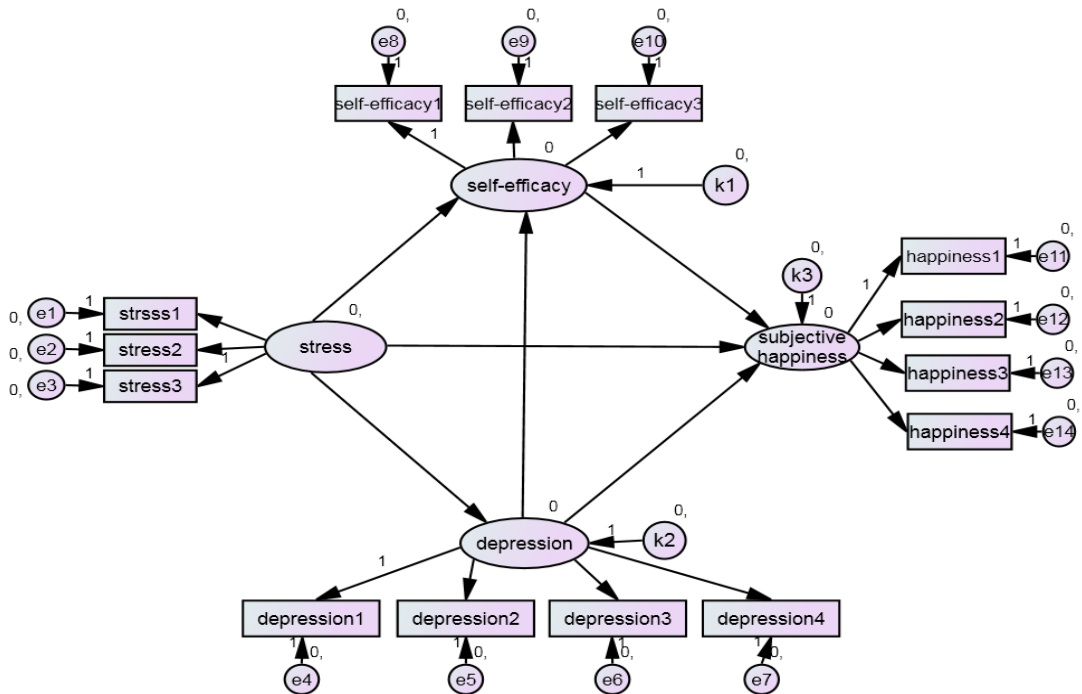 0,
0,
0,
e8
e9
e10
1
1
1
self-efficacy1
self-efficacy2
self-efficacy3
1
0
0,
self-efficacy
1
k1
0,
0,
k3
1
0
happiness1
1
e11
1
0,
0,
e1
1
strsss1
0,
happiness2
1
e12
0,
e2
1
stress2
1
stress
subjective
happiness
0,
happiness3
1
e13
0,
e3
1
stress3
0,
happiness4
1
e14
0
0,
depression
1
k2
1
depression1
depression2
depression3
depression4
1
0,
1
0,
1
0,
1
0,
e4
e5
e6
e7